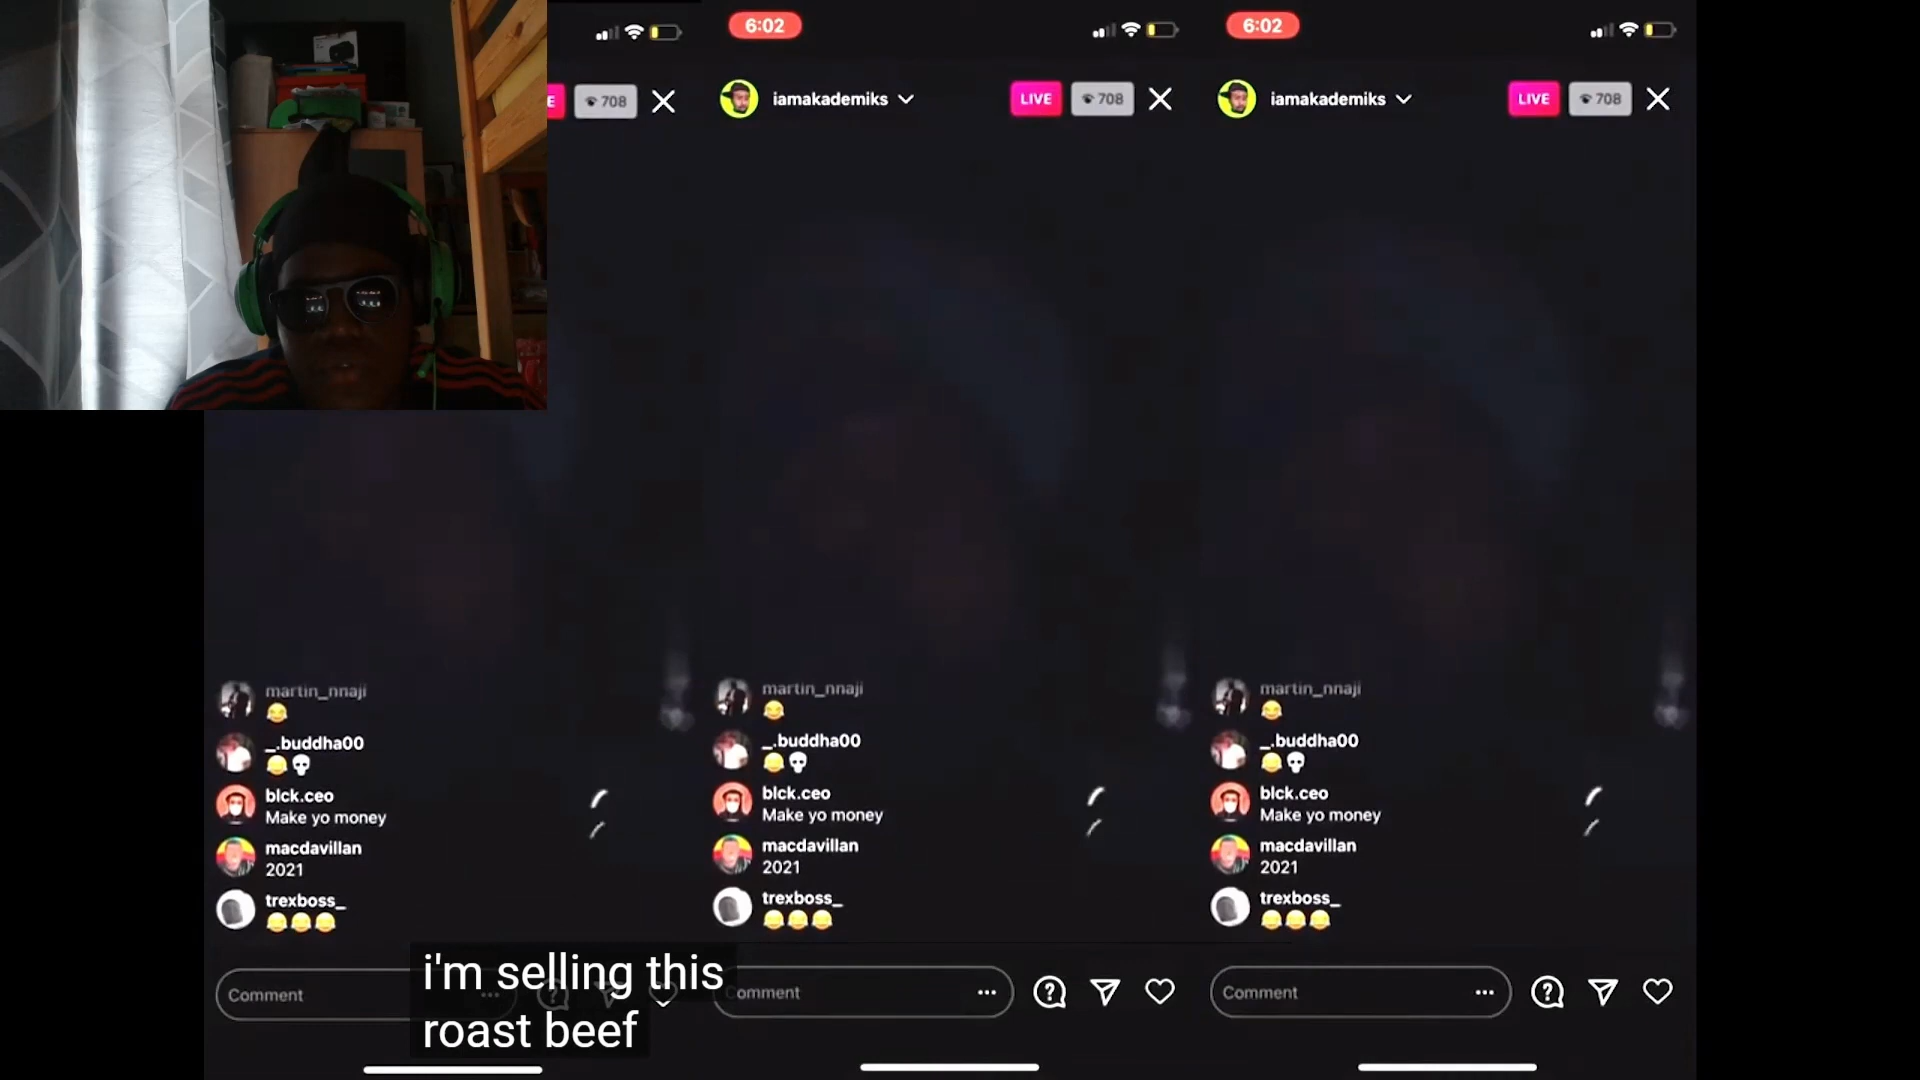 E 708
6:02
iamakademiks LIVE 708
6:02
iamakademiks LIVE 708
martin_nnaji
😂
_.buddha00
😂💀
blck.ceo
Make yo money
macdavillan
2021
trexboss_
😂😂😂
Comment
martin_nnaji
😂
_.buddha00
😂💀
blck.ceo
Make yo money
macdavillan
2021
trexboss_
😂😂😂
Comment
martin_nnaji
😂
_.buddha00
😂💀
blck.ceo
Make yo money
macdavillan
2021
trexboss_
😂😂😂
Comment
i'm selling this
roast beef